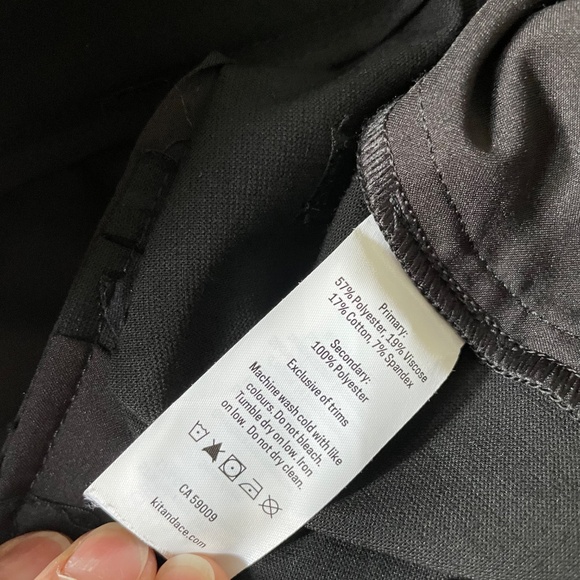 Primary:
57% Polyester, 19% Viscose
17% Cotton, 7% Spandex
Secondary:
100% Polyester
Exclusive of trims
Machine wash cold with like
colours. Do not bleach.
Tumble dry on low. Iron
on low. Do not dry clean.
CA 59009
kitandace.com